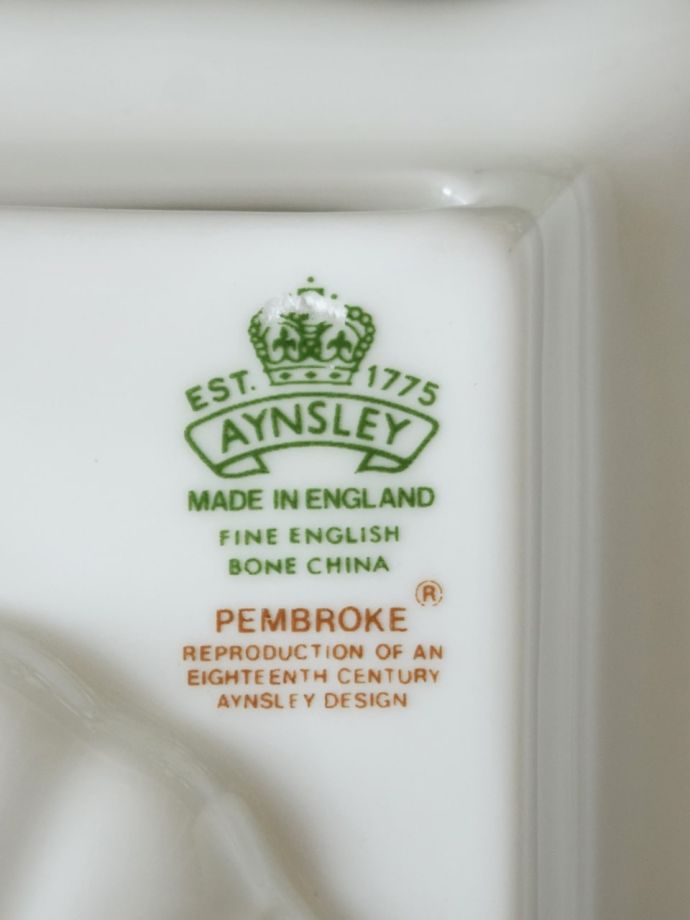 EST. 1775
AYNSLEY
MADE IN ENGLAND
FINE ENGLISH
BONE CHINA
PEMBROKE ®
REPRODUCTION OF AN
EIGHTEENTH CENTURY
AYNSLEY DESIGN